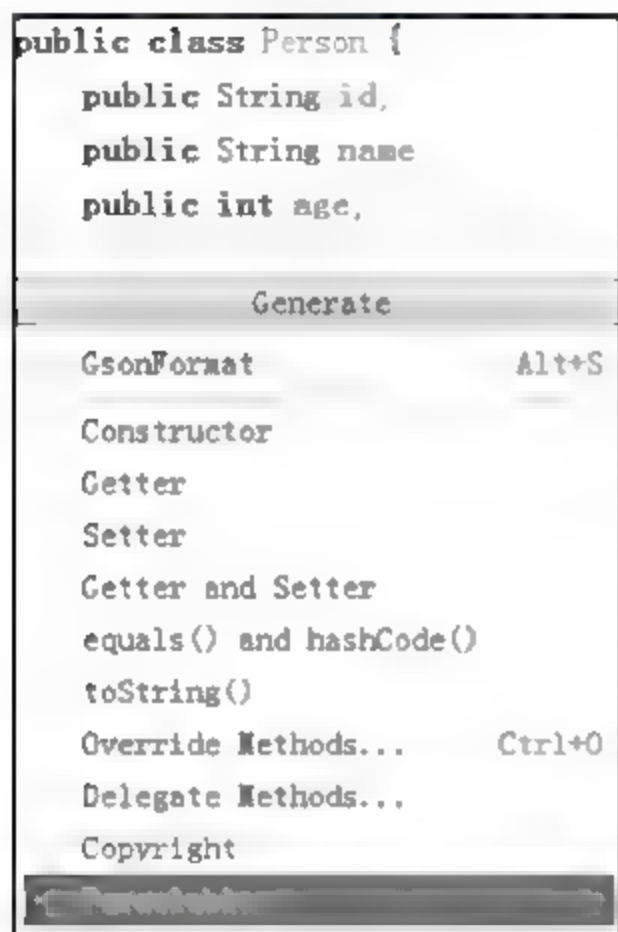 public class Person {
public String id,
public String name
public int age,
Generate
GsonFormat Alt+S
Constructor
Getter
Setter
Getter and Setter
equals() and hashCode()
toString()
Override Methods... Ctrl+O
Delegate Methods...
Copyright